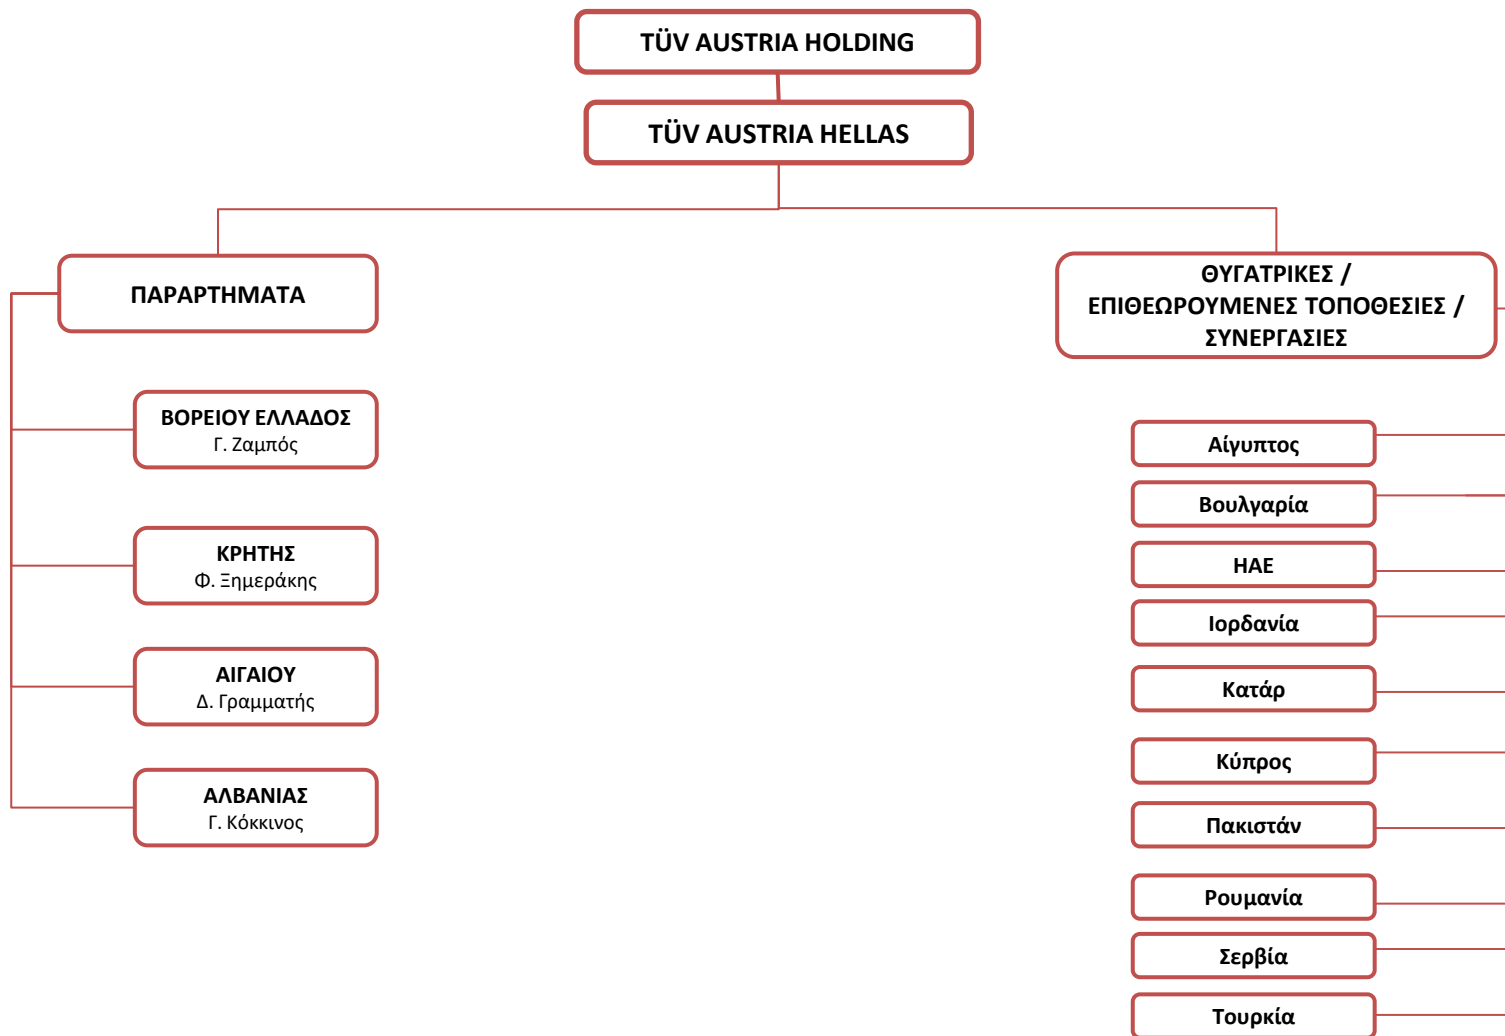 TÜV AUSTRIA HOLDING
TÜV AUSTRIA HELLAS
ΠΑΡΑΡΤΗΜΑΤΑ
ΒΟΡΕΙΟΥ ΕΛΛΑΔΟΣ
Γ. Ζαμπός
ΚΡΗΤΗΣ
Φ. Ξημεράκης
ΑΙΓΑΙΟΥ
Δ. Γραμματής
ΑΛΒΑΝΙΑΣ
Γ. Κόκκινος
ΘΥΓΑΤΡΙΚΕΣ /
ΕΠΙΘΕΩΡΟΥΜΕΝΕΣ ΤΟΠΟΘΕΣΙΕΣ /
ΣΥΝΕΡΓΑΣΙΕΣ
Αίγυπτος
Βουλγαρία
ΗΑΕ
Ιορδανία
Κατάρ
Κύπρος
Πακιστάν
Ρουμανία
Σερβία
Τουρκία